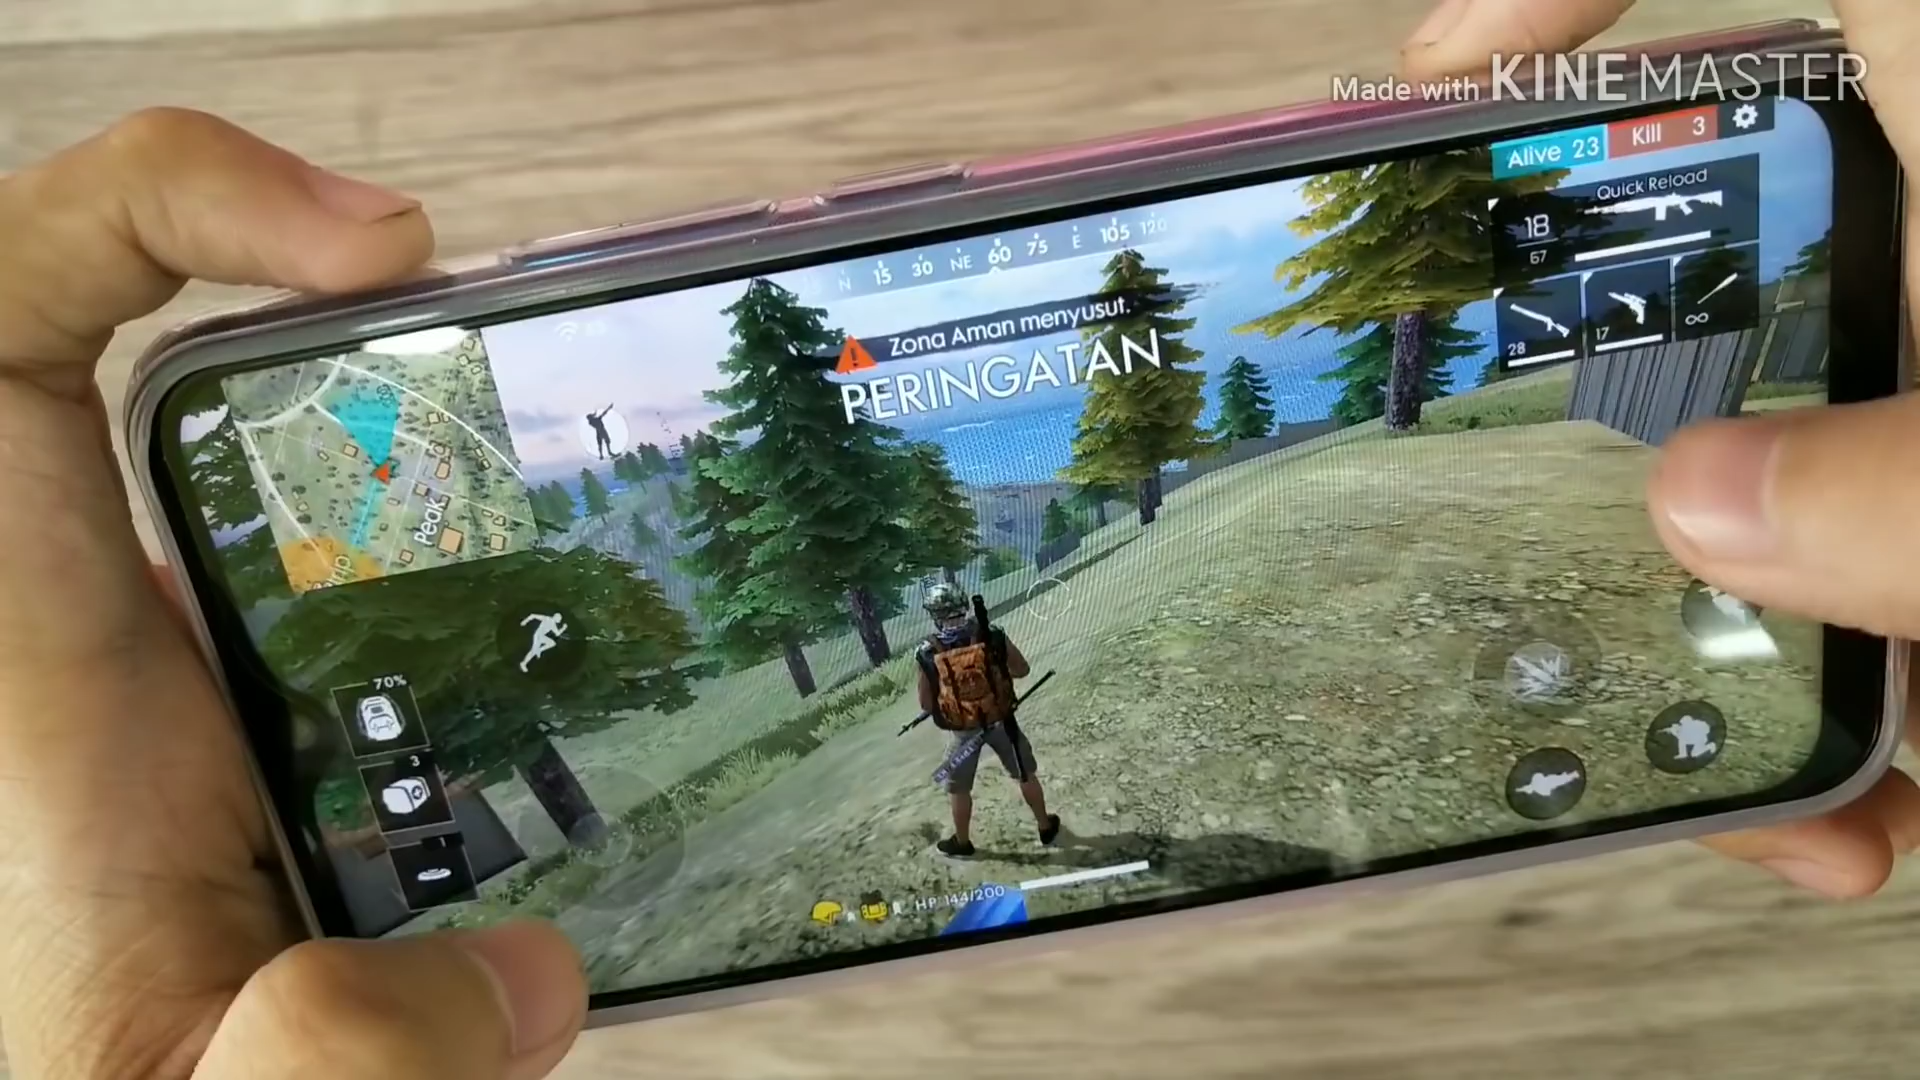 Made with KINEMASTER
Alive 23 Kill 3
Quick Reload
18
67
28
17
∞
N 15 30 NE 60 75 E 105 120
Zona Aman menyusut.
PERINGATAN
Peak
70%
3
HP 144/200